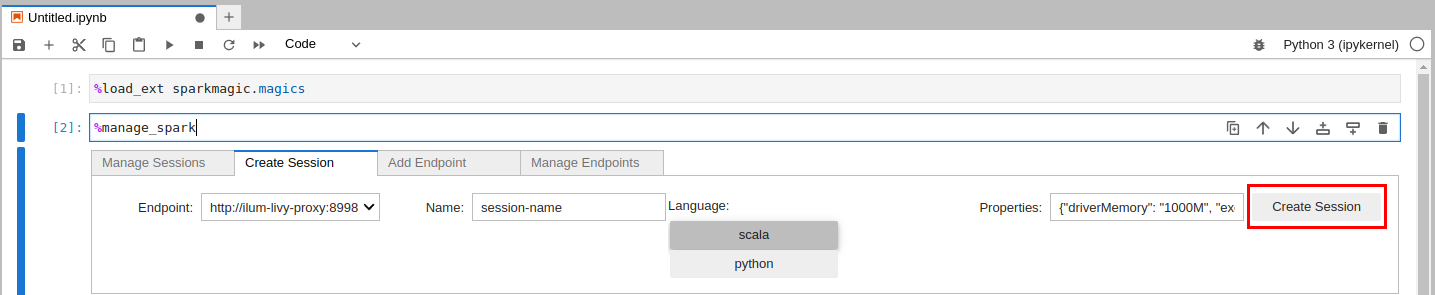 Untitled.ipynb
Code
Python 3 (ipykernel)
[1]: %load_ext sparkmagic.magics
[2]: %manage_spark
Manage Sessions Create Session Add Endpoint Manage Endpoints
Endpoint: http://ilum-livy-proxy:8998 Name: session-name Language: Properties: {"driverMemory": "1000M", "exe Create Session
scala
python